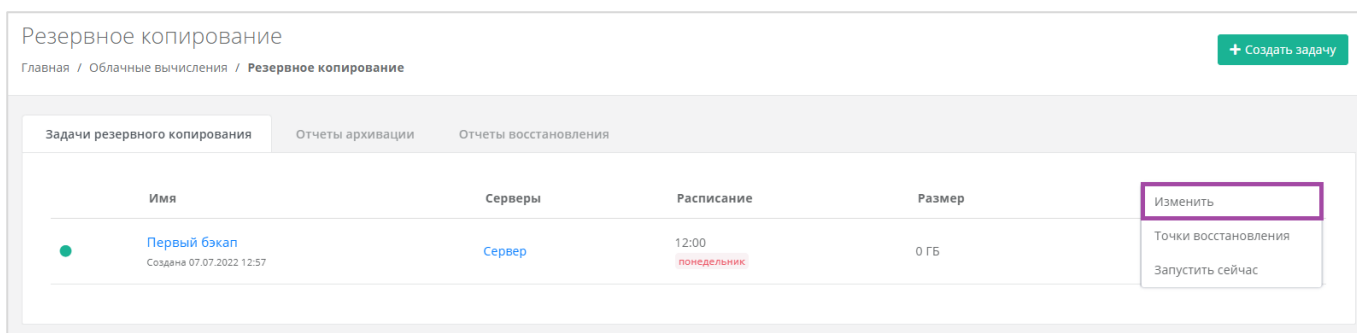 Резервное копирование
+ Создать задачу
Главная / Облачные вычисления / Резервное копирование
Задачи резервного копирования Отчеты архивации Отчеты восстановления
Имя Серверы Расписание Размер
Изменить
Первый бэкап
Создана 07.07.2022 12:57
Сервер
12:00
понедельник
0 ГБ
Точки восстановления
Запустить сейчас